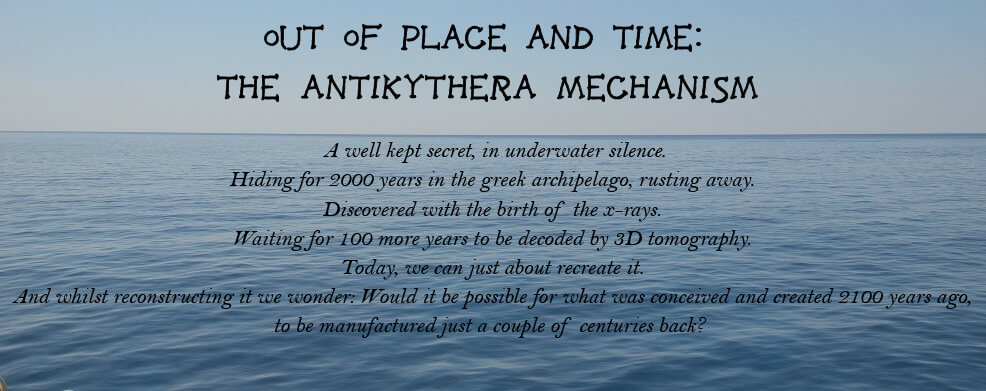 OUT OF PLACE AND TIME:
THE ANTIKYTHERA MECHANISM
A well kept secret, in underwater silence.
Hiding for 2000 years in the greek archipelago, rusting away.
Discovered with the birth of the x-rays.
Waiting for 100 more years to be decoded by 3D tomography.
Today, we can just about recreate it.
And whilst reconstructing it we wonder: Would it be possible for what was conceived and created 2100 years ago,
to be manufactured just a couple of centuries back?